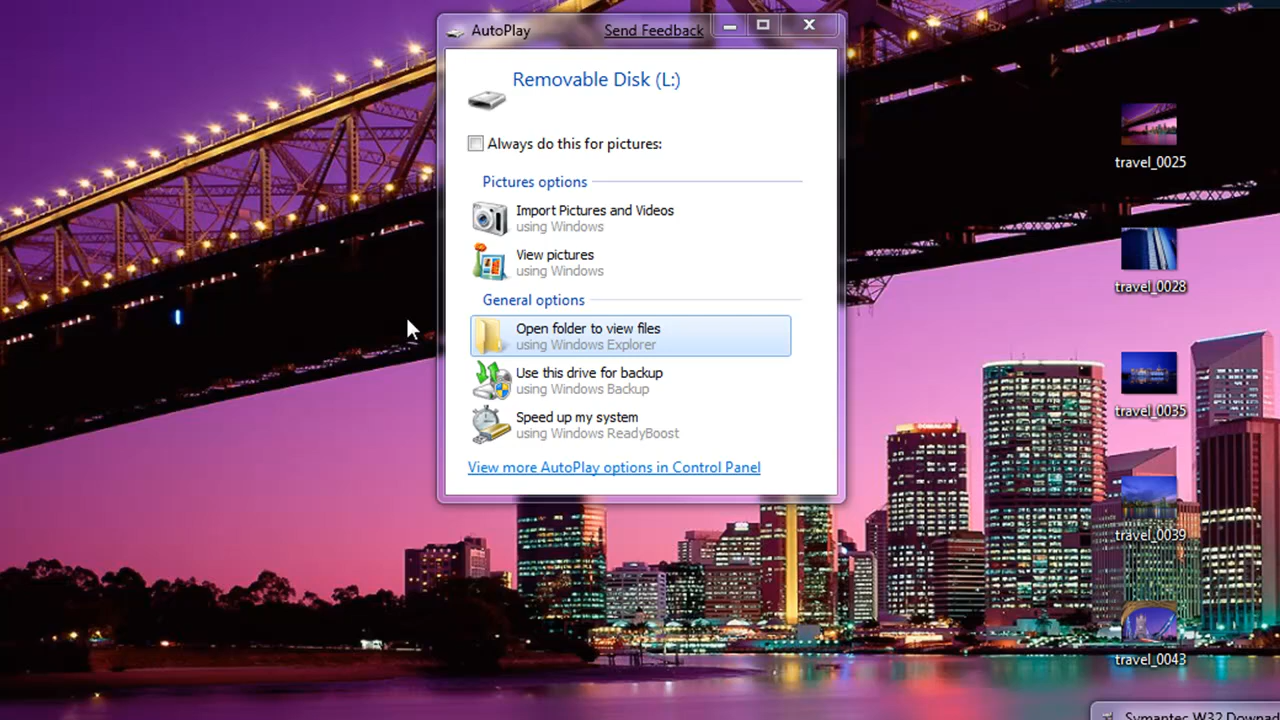 AutoPlay
Send Feedback
Removable Disk (L:)
Always do this for pictures:
Pictures options
Import Pictures and Videos
using Windows
View pictures
using Windows
General options
Open folder to view files
using Windows Explorer
Use this drive for backup
using Windows Backup
Speed up my system
using Windows ReadyBoost
View more AutoPlay options in Control Panel
travel_0025
travel_0028
travel_0035
travel_0039
travel_0043
Symantec W32